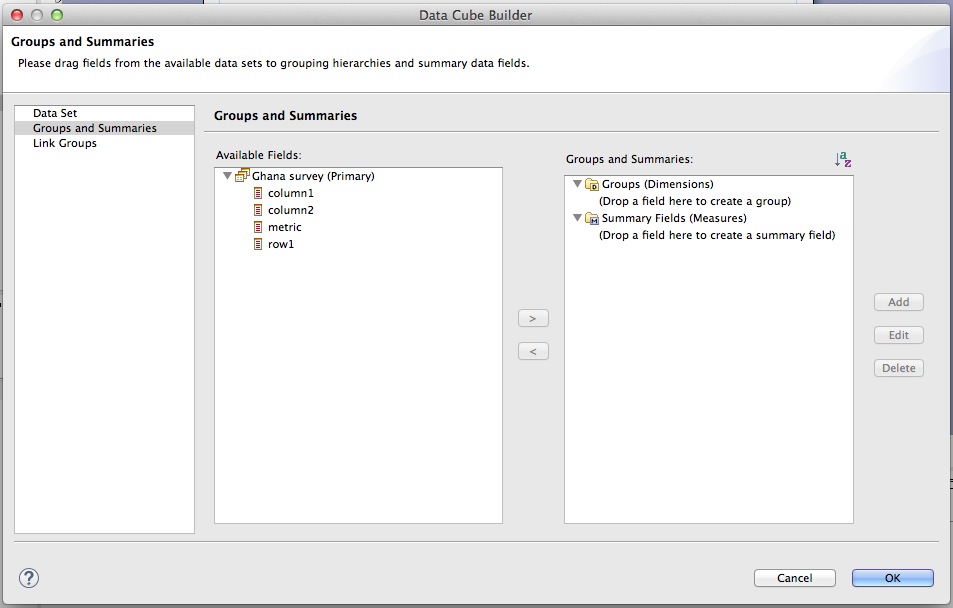 Data Cube Builder
Groups and Summaries
Please drag fields from the available data sets to grouping hierarchies and summary data fields.
Data Set
Groups and Summaries
Link Groups
Groups and Summaries
Available Fields:
Ghana survey (Primary)
column1
column2
metric
row1
>
<
Groups and Summaries:
a
z
Groups (Dimensions)
(Drop a field here to create a group)
Summary Fields (Measures)
(Drop a field here to create a summary field)
Add
Edit
Delete
?
Cancel
OK